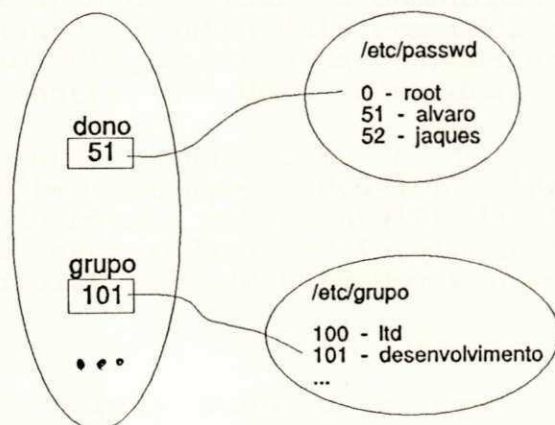 dono
51
grupo
101
...
/etc/passwd
0 - root
51 - alvaro
52 - jaques
/etc/grupo
100 - ltd
101 - desenvolvimento
...